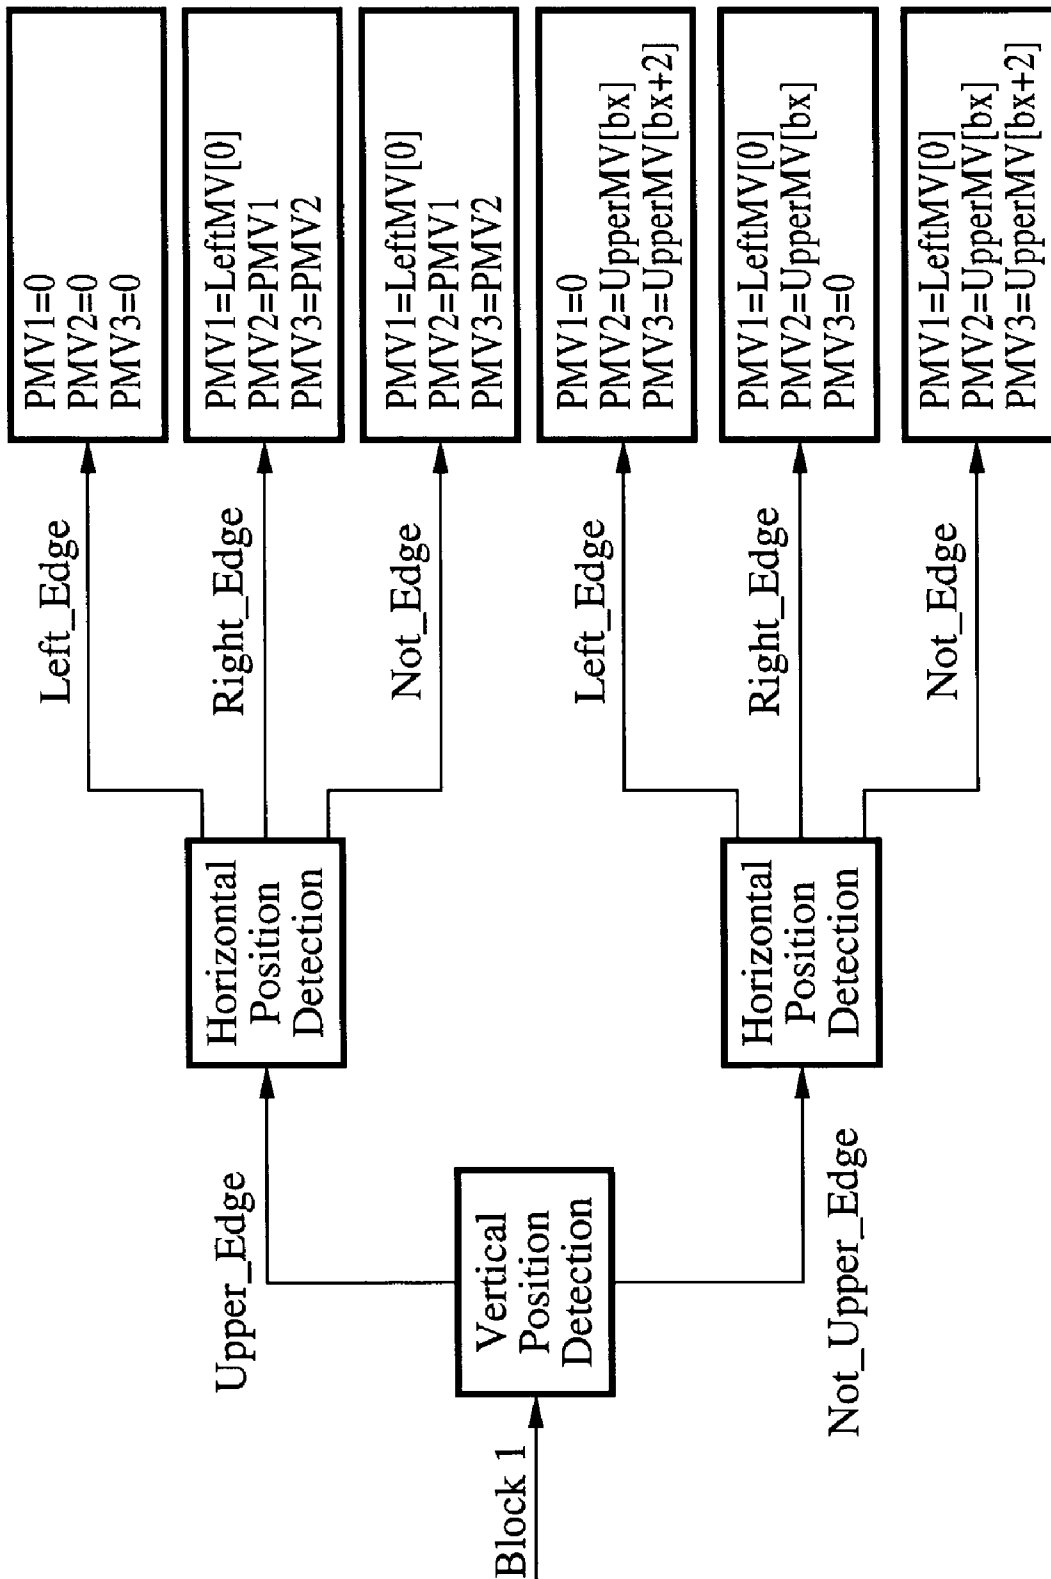 Block 1
Vertical
Position
Detection
Upper_Edge
Not_Upper_Edge
Horizontal
Position
Detection
Left_Edge
Right_Edge
Not_Edge
PMV1=0
PMV2=0
PMV3=0
PMV1=LeftMV[0]
PMV2=PMV1
PMV3=PMV2
PMV1=LeftMV[0]
PMV2=PMV1
PMV3=PMV2
Horizontal
Position
Detection
Left_Edge
Right_Edge
Not_Edge
PMV1=0
PMV2=UpperMV[bx]
PMV3=UpperMV[bx+2]
PMV1=LeftMV[0]
PMV2=UpperMV[bx]
PMV3=0
PMV1=LeftMV[0]
PMV2=UpperMV[bx]
PMV3=UpperMV[bx+2]